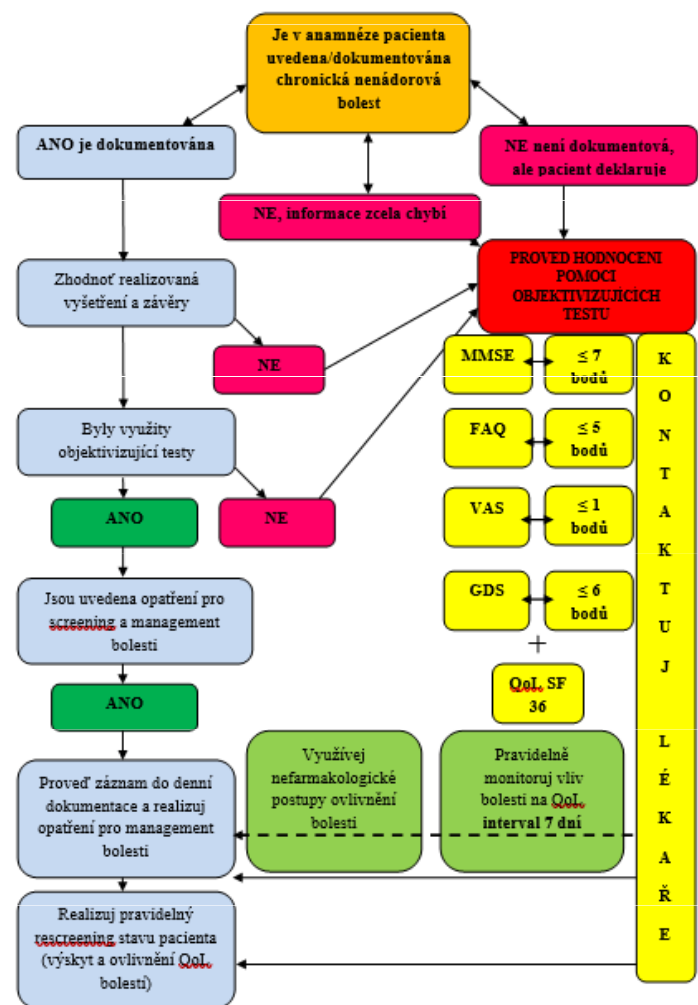 Je v anamnéze pacienta
uvedena/dokumentována
chronická nenádorová
bolest
ANO je dokumentována
NE není dokumentová,
ale pacient deklaruje
NE, informace zcela chybí
Zhodnoť realizovaná
vyšetření a závěry
PROVED HODNOCENI
POMOCI
OBJEKTIVIZUJÍCÍCH
TESTU
NE
MMSE
≤ 7
bodů
Byly využity
objektivizující testy
FAQ
≤ 5
bodů
ANO
NE
VAS
≤ 1
bodů
Jsou uvedena opatření pro
screening a management
bolesti
GDS
≤ 6
bodů
+
QoL SF
36
ANO
K
O
N
T
A
K
T
U
J
L
É
K
A
Ř
E
Proveď záznam do denní
dokumentace a realizuj
opatření pro management
bolesti
Využívej
nefarmakologické
postupy ovlivnění
bolesti
Pravidelně
monitoruj vliv
bolesti na QoL
interval 7 dní
Realizuj pravidelný
rescreening stavu pacienta
(výskyt a ovlivnění QoL
bolestí)